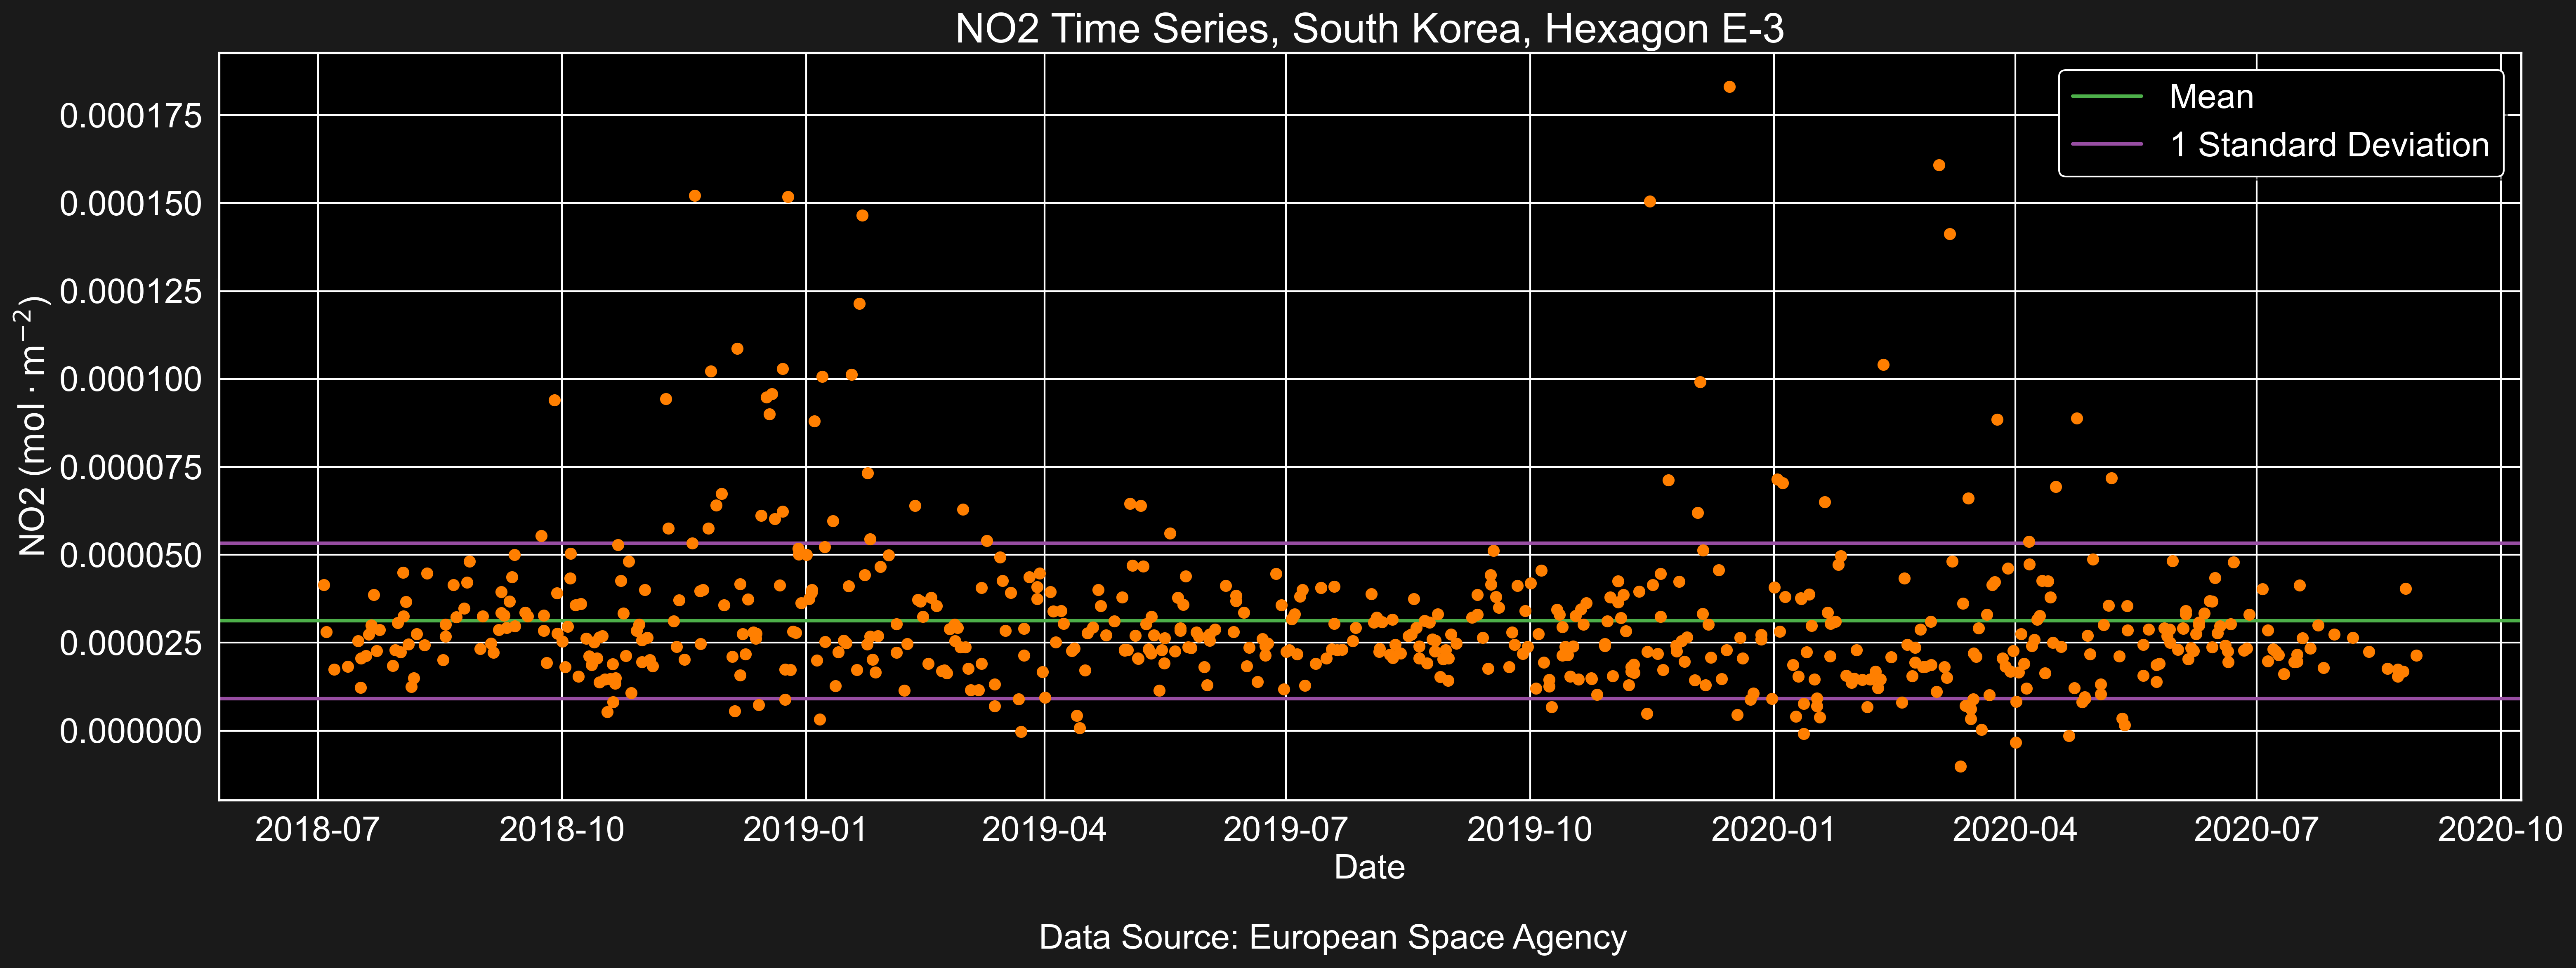 NO2 Time Series, South Korea, Hexagon E-3
Mean
1 Standard Deviation
NO2 (mol · m⁻²)
0.000175
0.000150
0.000125
0.000100
0.000075
0.000050
0.000025
0.000000
2018-07 2018-10 2019-01 2019-04 2019-07 2019-10 2020-01 2020-04 2020-07 2020-10
Date
Data Source: European Space Agency